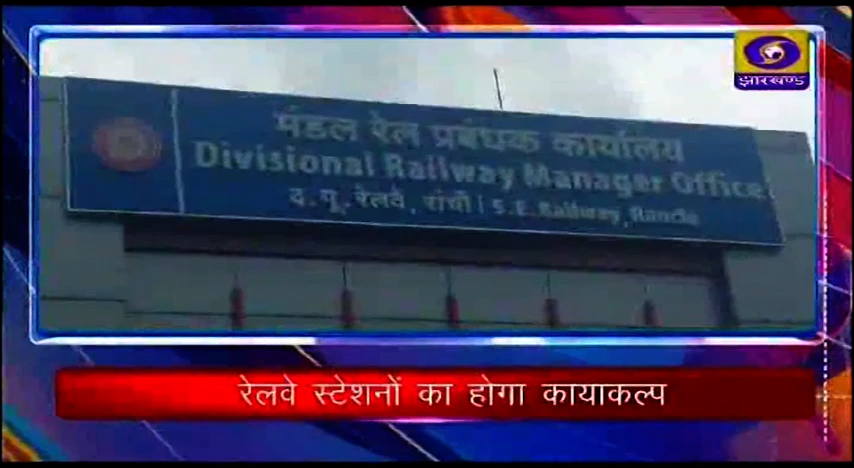 झारखण्ड
मंडल रेल प्रबंधक कार्यालय
Divisional Railway Manager Office
द.पू.रेलवे, रांची | S.E.Railway, Ranchi
रेलवे स्टेशनों का होगा कायाकल्प